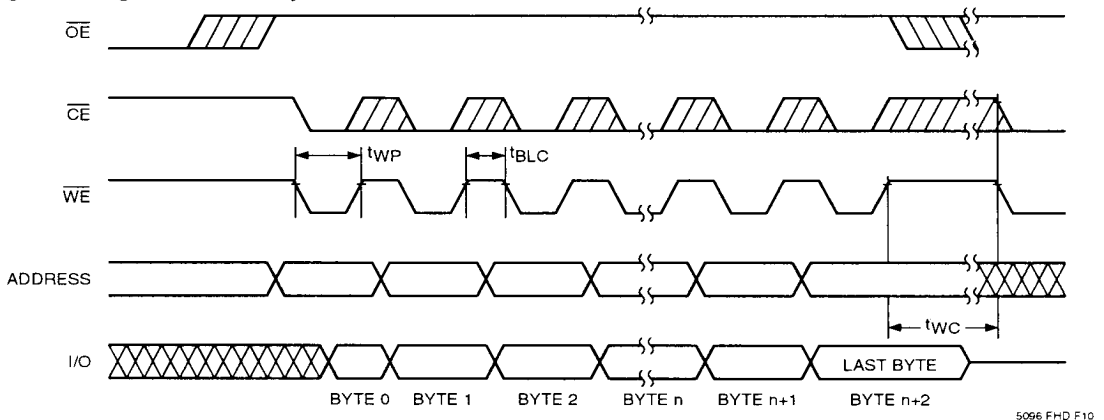 OE
CE
tWP
tBLC
WE
ADDRESS
tWC
I/O
LAST BYTE
BYTE 0 BYTE 1 BYTE 2 BYTE n BYTE n+1 BYTE n+2
5096 FHD F10